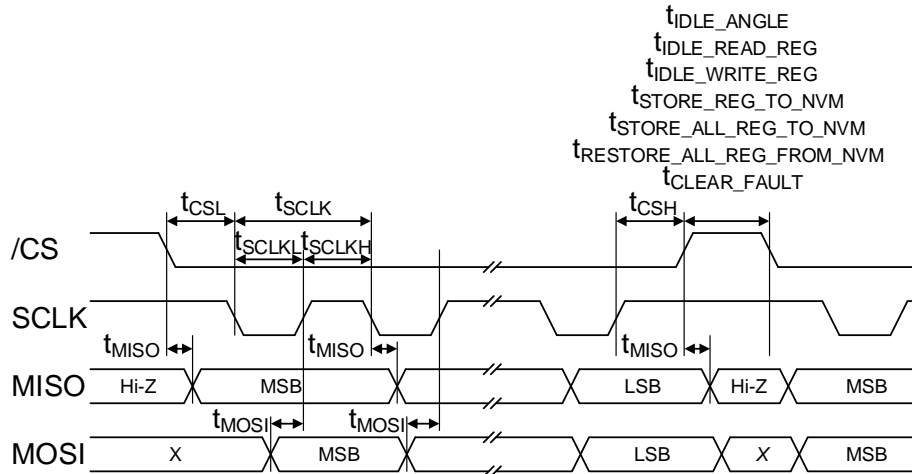 tIDLE_ANGLE
tIDLE_READ_REG
tIDLE_WRITE_REG
tSTORE_REG_TO_NVM
tSTORE_ALL_REG_TO_NVM
tRESTORE_ALL_REG_FROM_NVM
tCLEAR_FAULT
tCSL tSCLK tCSH
/CS tSCLKL tSCLKH
SCLK
tMISO tMISO tMISO
MISO Hi-Z MSB LSB Hi-Z MSB
tMOSI tMOSI
MOSI X MSB LSB X MSB